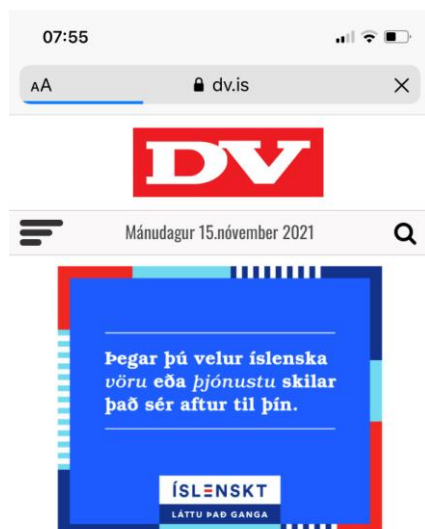 07:55
AA dv.is
DV
Mánudagur 15.nóvember 2021
Þegar þú velur íslenska
vöru eða þjónustu skilar
það sér aftur til þín.
ÍSLENSKT
LÁTTU ÞAÐ GANGA